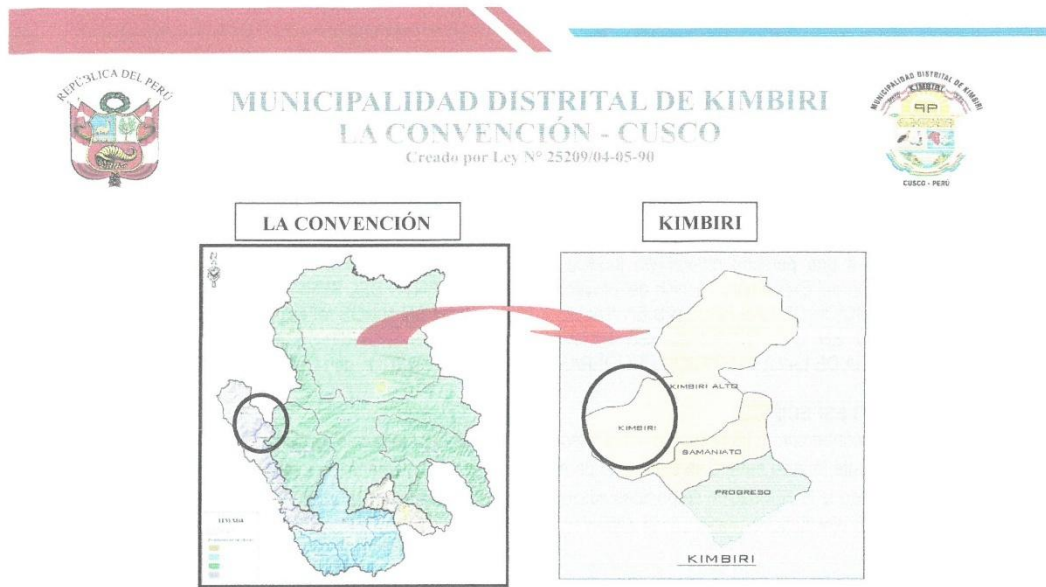 REPÚBLICA DEL PERÚ
MUNICIPALIDAD DISTRITAL DE KIMBIRI
LA CONVENCIÓN - CUSCO
Creado por Ley N° 25209/04-05-90
MUNICIPALIDAD DISTRITAL DE KIMBIRI
KIMBIRI
CUSCO - PERÚ
LA CONVENCIÓN
KIMBIRI
LEYENDA
KIMBIRI ALTO
KIMBIRI
SAMANIATO
PROGRESO
KIMBIRI